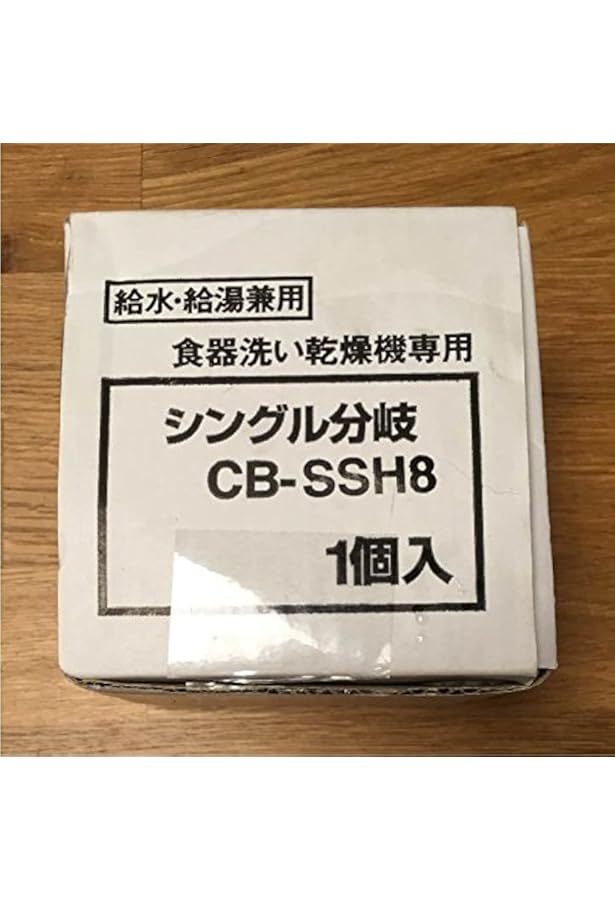 給水・給湯兼用
食器洗い乾燥機専用
シングル分岐
CB-SSH8
1個入